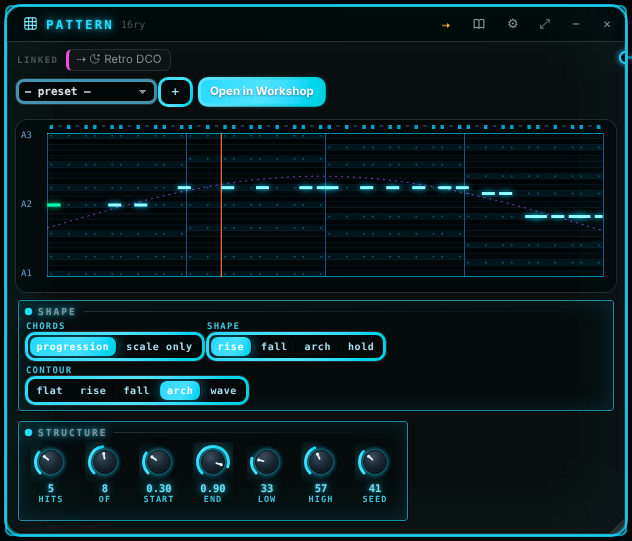 PATTERN 16ry
LINKED ⇢ Retro DCO
— preset — + Open in Workshop
A3
A2
A1
SHAPE
CHORDS SHAPE
progression scale only rise fall arch hold
CONTOUR
flat rise fall arch wave
STRUCTURE
5 8 0.30 0.90 33 57 41
HITS OF START END LOW HIGH SEED